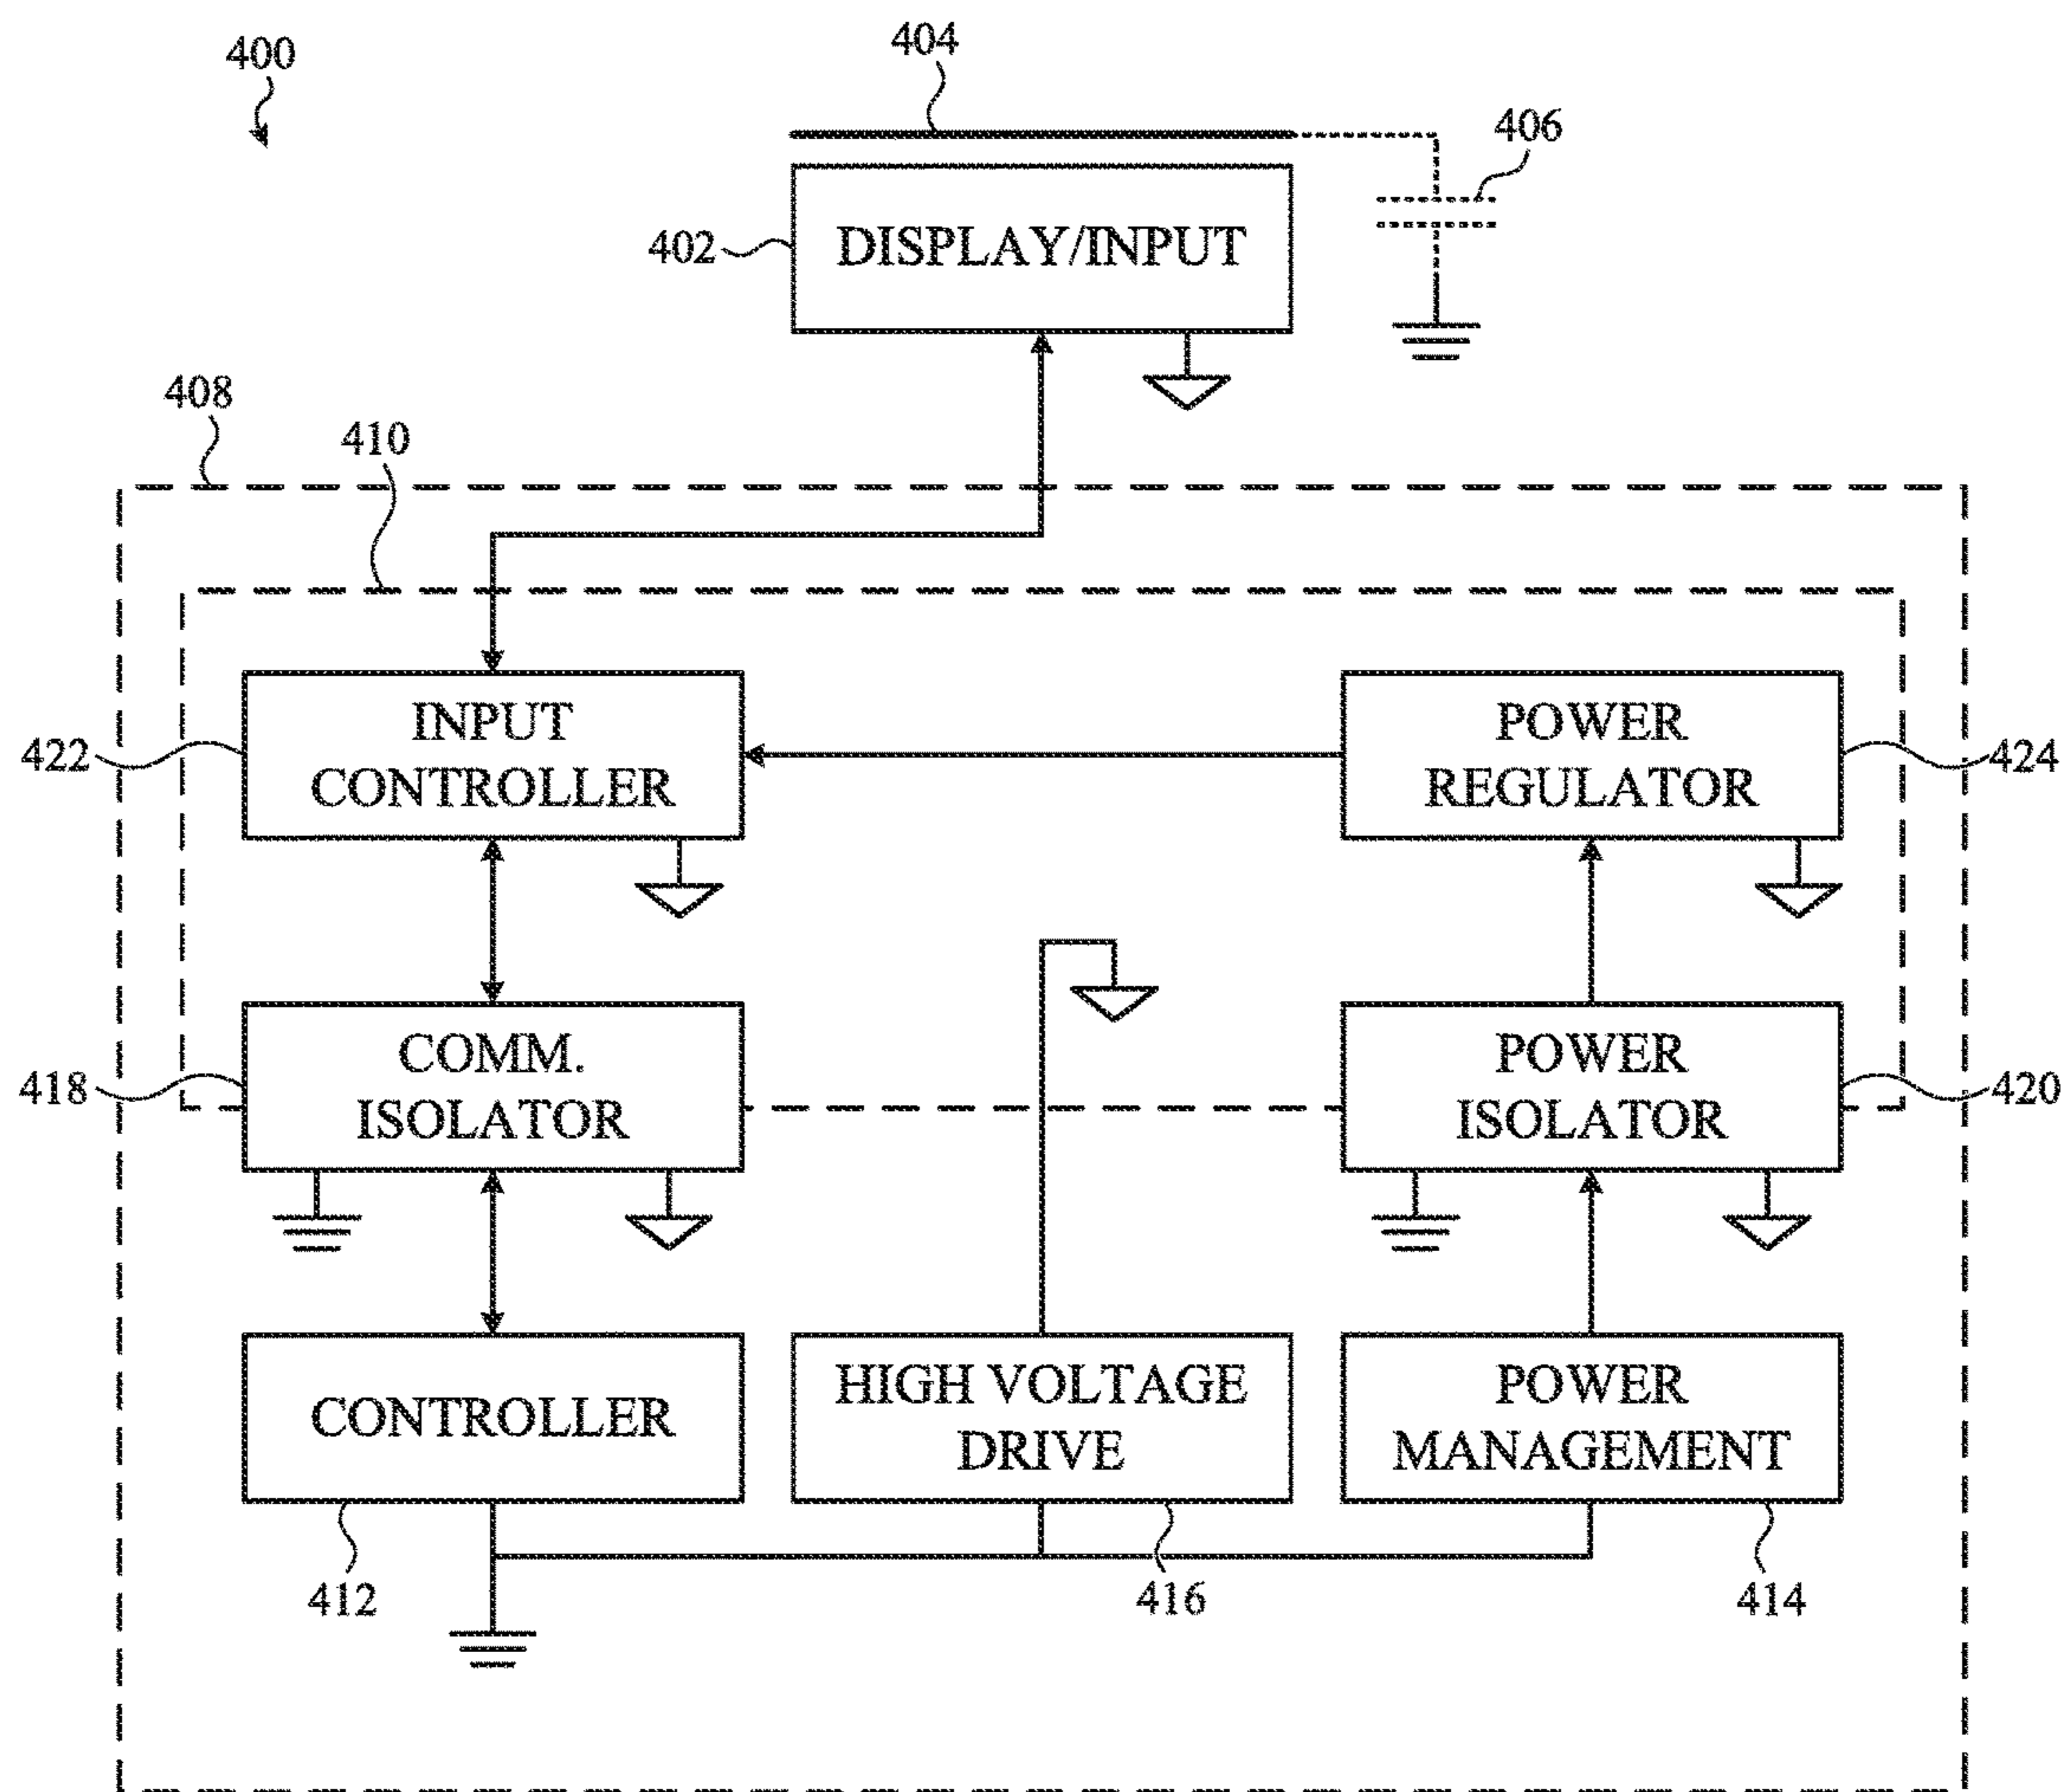 400
404
406
402
DISPLAY/INPUT
408
410
422
INPUT
CONTROLLER
POWER
REGULATOR
424
418
COMM.
ISOLATOR
POWER
ISOLATOR
420
CONTROLLER
HIGH VOLTAGE
DRIVE
POWER
MANAGEMENT
412
416
414